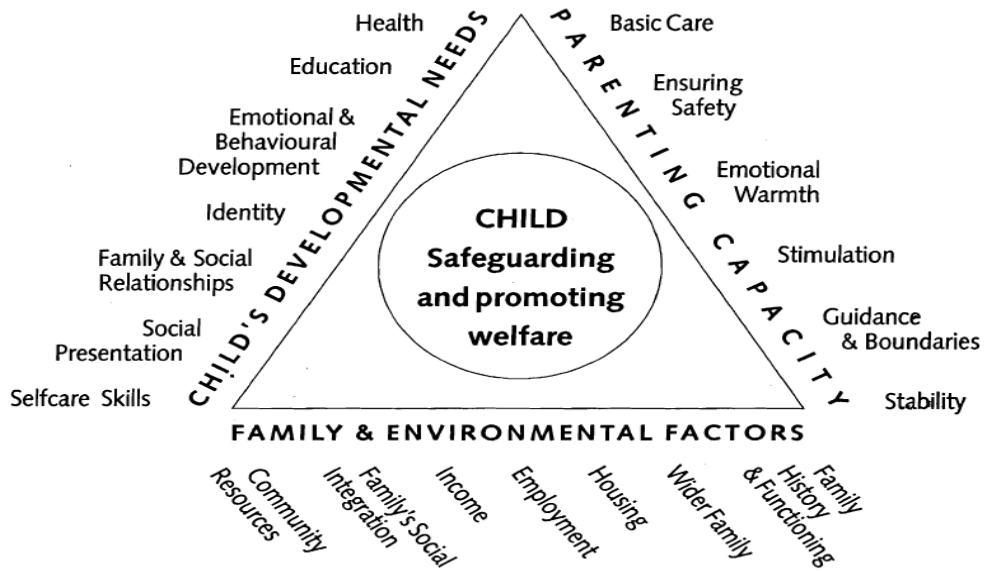 Health
Education
Emotional &
Behavioural
Development
Identity
Family & Social
Relationships
Social
Presentation
Selfcare Skills
CHILD'S DEVELOPMENTAL NEEDS
PARENTING CAPACITY
Basic Care
Ensuring
Safety
Emotional
Warmth
Stimulation
Guidance
& Boundaries
Stability
CHILD
Safeguarding
and promoting
welfare
FAMILY & ENVIRONMENTAL FACTORS
Community
Resources
Family's Social
Integration
Income
Employment
Housing
Wider Family
Family
History
& Functioning